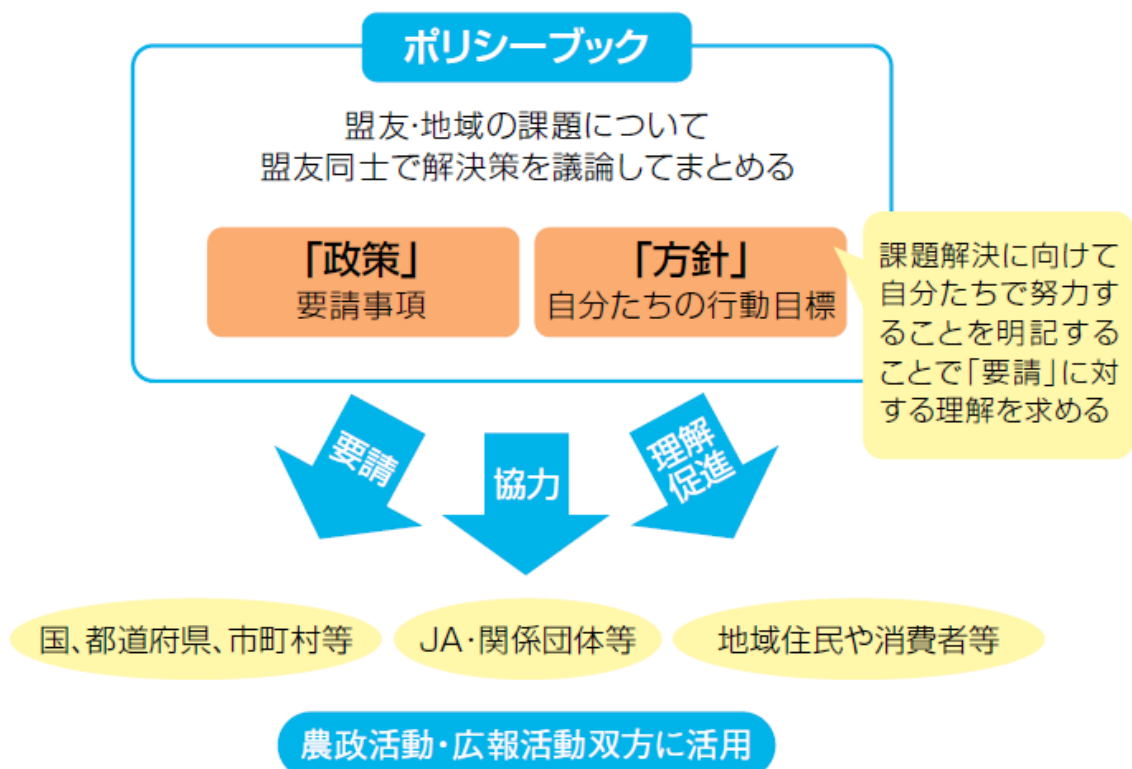 ポリシーブック
盟友・地域の課題について
盟友同士で解決策を議論してまとめる
「政策」
要請事項
「方針」
自分たちの行動目標
課題解決に向けて
自分たちで努力す
ることを明記する
ことで「要請」に対
する理解を求める
要請
協力
理解
促進
国、都道府県、市町村等
JA・関係団体等
地域住民や消費者等
農政活動・広報活動双方に活用